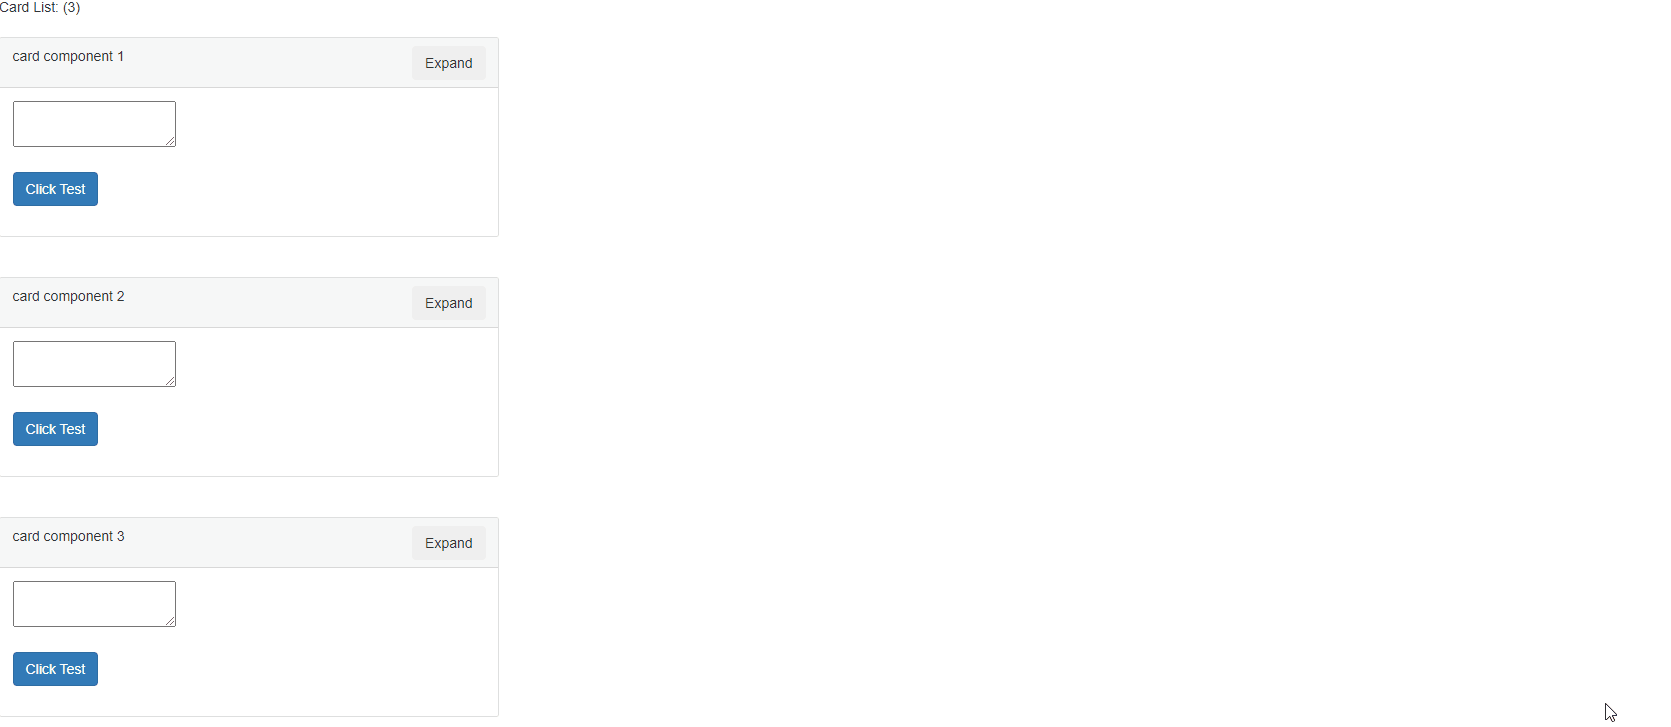 Card List: (3)
card component 1
Expand
Click Test
card component 2
Expand
Click Test
card component 3
Expand
Click Test